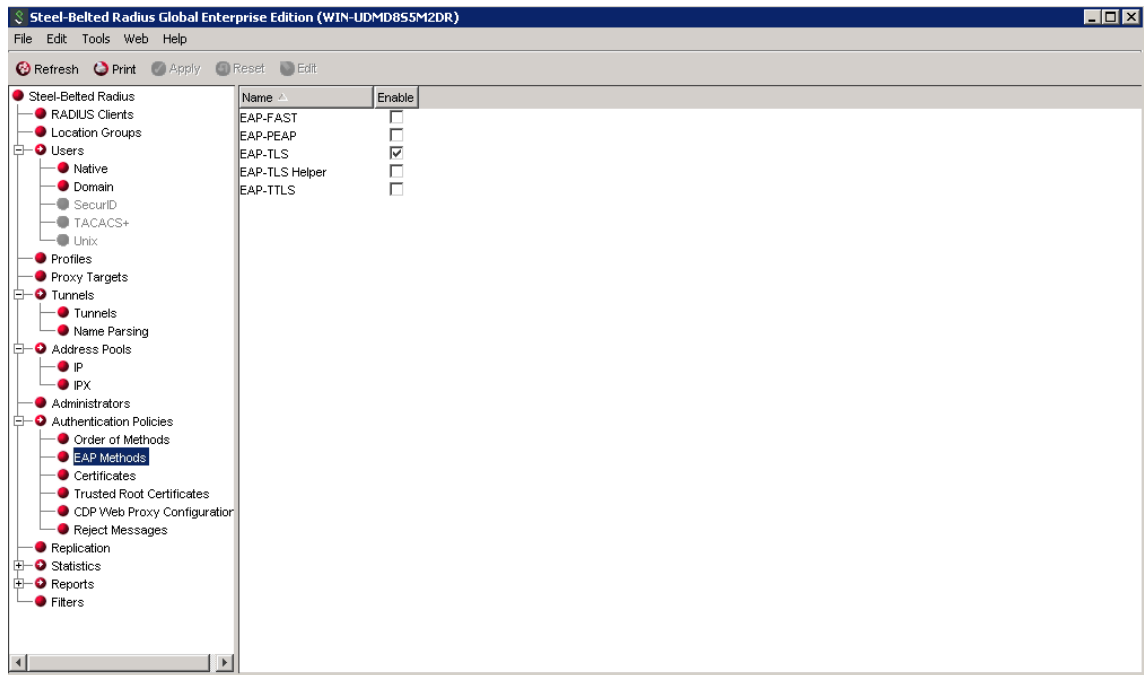 Steel-Belted Radius Global Enterprise Edition (WIN-UDMD8S5M2DR)
File Edit Tools Web Help
Refresh Print Apply Reset Edit
Steel-Belted Radius
RADIUS Clients
Location Groups
Users
Native
Domain
SecurID
TACACS+
Unix
Profiles
Proxy Targets
Tunnels
Tunnels
Name Parsing
Address Pools
IP
IPX
Administrators
Authentication Policies
Order of Methods
EAP Methods
Certificates
Trusted Root Certificates
CDP Web Proxy Configuration
Reject Messages
Replication
Statistics
Reports
Filters
Name Enable
EAP-FAST
EAP-PEAP
EAP-TLS
EAP-TLS Helper
EAP-TTLS